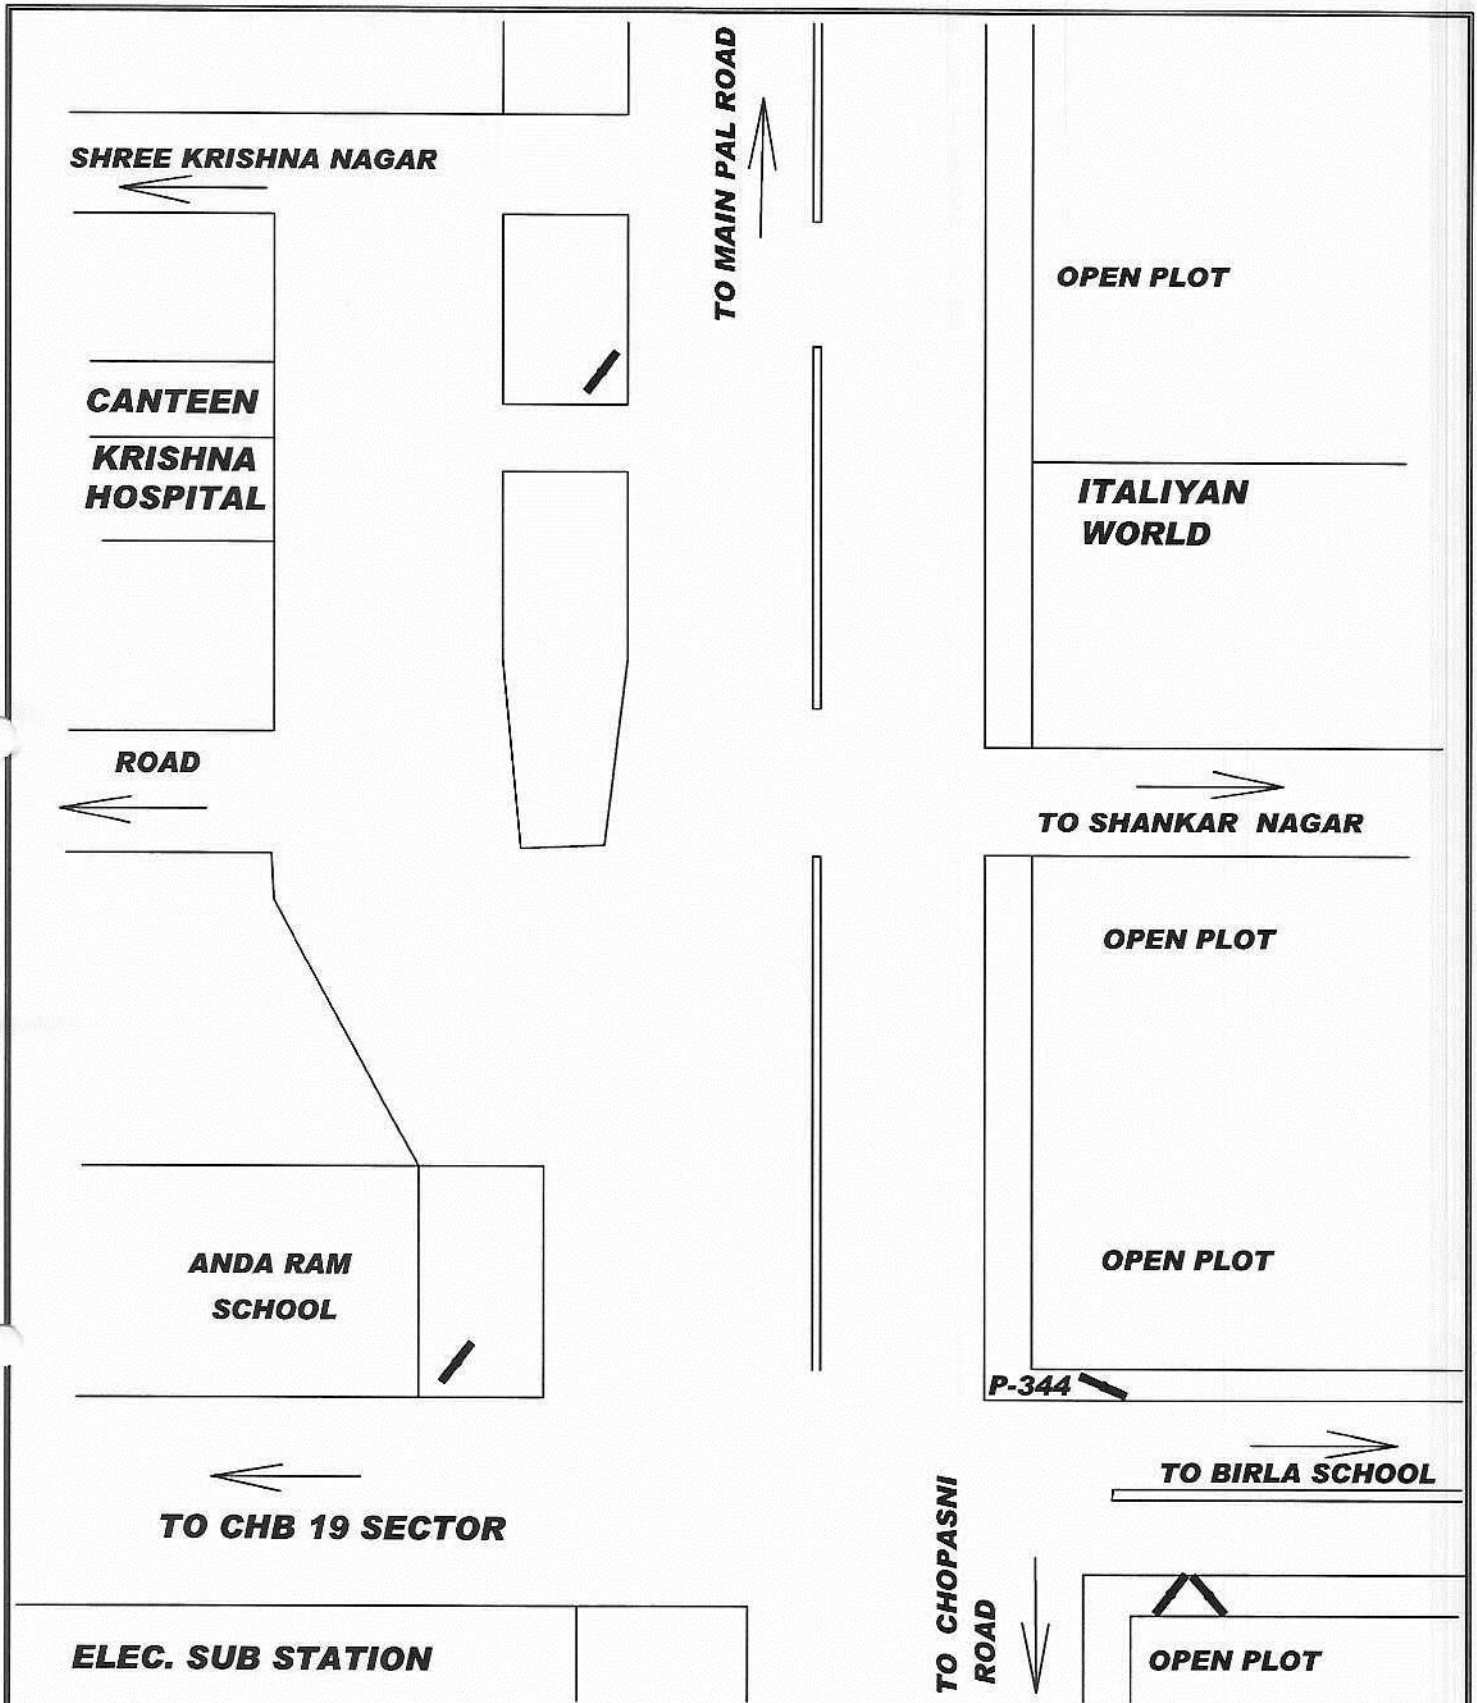 SHREE KRISHNA NAGAR
TO MAIN PAL ROAD
OPEN PLOT
CANTEEN
KRISHNA
HOSPITAL
ITALIYAN
WORLD
ROAD
TO SHANKAR NAGAR
OPEN PLOT
ANDA RAM
SCHOOL
OPEN PLOT
P-344
TO BIRLA SCHOOL
TO CHB 19 SECTOR
TO CHOPASNI
ROAD
ELEC. SUB STATION
OPEN PLOT